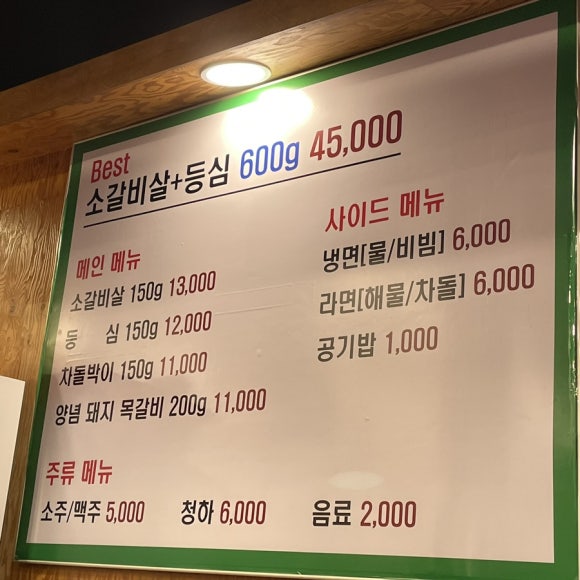 Best
소갈비살+등심 600g 45,000
메인 메뉴
소갈비살 150g 13,000
등 심 150g 12,000
차돌박이 150g 11,000
양념 돼지 목갈비 200g 11,000
사이드 메뉴
냉면[물/비빔] 6,000
라면[해물/차돌] 6,000
공기밥 1,000
주류 메뉴
소주/맥주 5,000 청하 6,000 음료 2,000